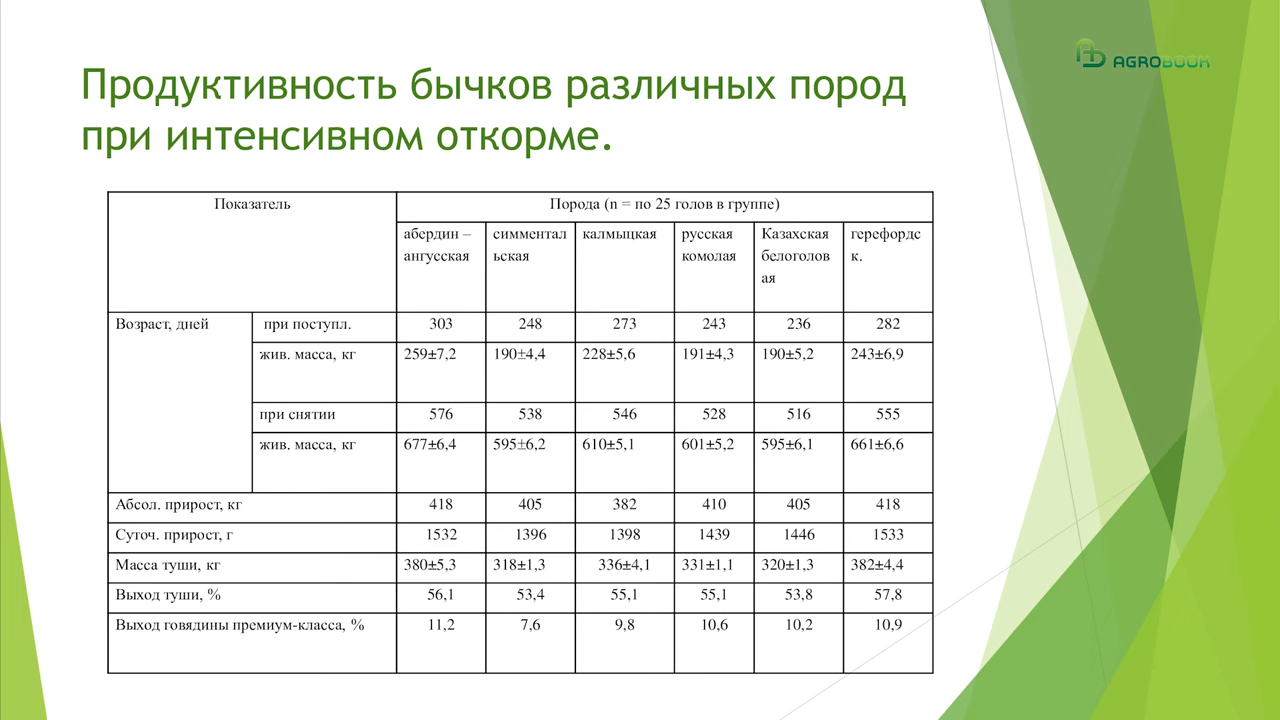 AGROBOOK
Продуктивность бычков различных пород
при интенсивном откорме.
Показатель Порода (n = по 25 голов в группе)
абердин – симментал калмыцкая русская Казахская герефордс
ангусская ьская комолая белоголов к.
ая
Возраст, дней при поступл. 303 248 273 243 236 282
жив. масса, кг 259±7,2 190±4,4 228±5,6 191±4,3 190±5,2 243±6,9
при снятии 576 538 546 528 516 555
жив. масса, кг 677±6,4 595±6,2 610±5,1 601±5,2 595±6,1 661±6,6
Абсол. прирост, кг 418 405 382 410 405 418
Суточ. прирост, г 1532 1396 1398 1439 1446 1533
Масса туши, кг 380±5,3 318±1,3 336±4,1 331±1,1 320±1,3 382±4,4
Выход туши, % 56,1 53,4 55,1 55,1 53,8 57,8
Выход говядины премиум-класса, % 11,2 7,6 9,8 10,6 10,2 10,9